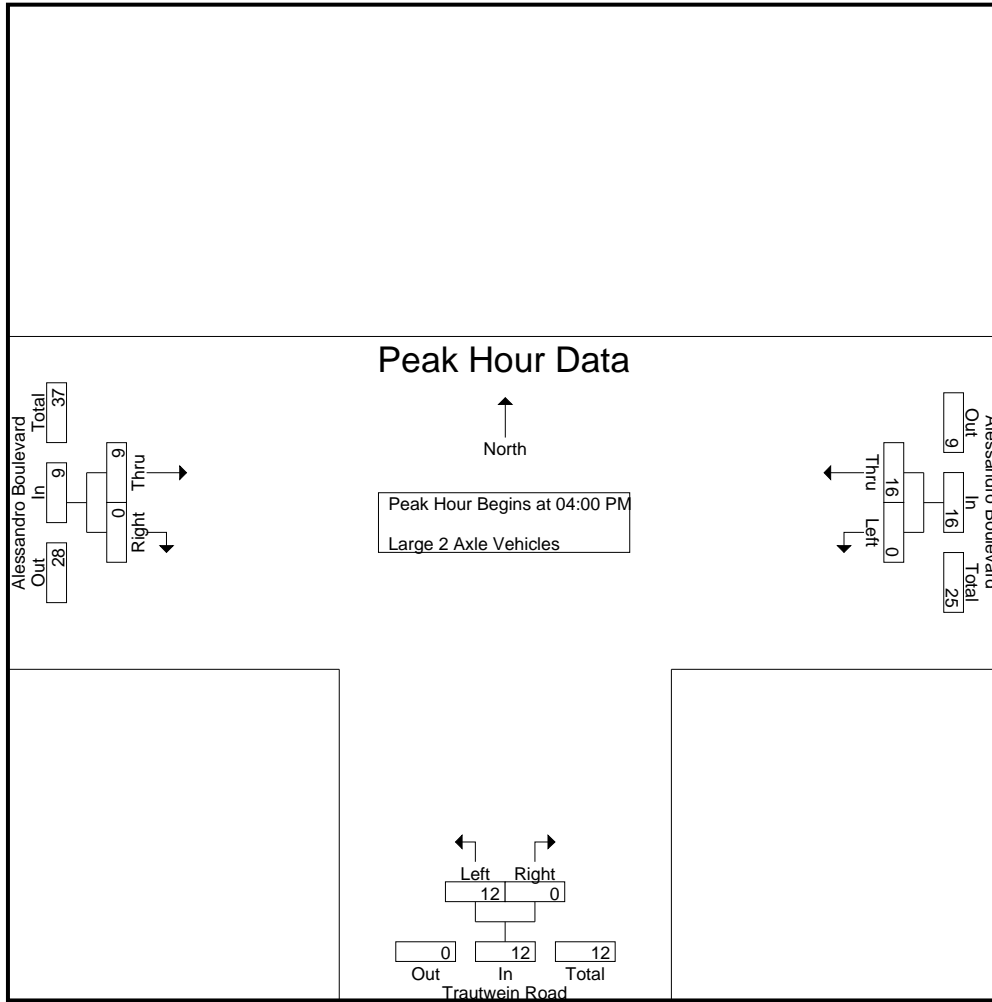 Peak Hour Data
North
Peak Hour Begins at 04:00 PM
Large 2 Axle Vehicles
Alessandro Boulevard
Total
37
In
9
Out
28
9
Thru
0
Right
Alessandro Boulevard
Out
9
In
16
Total
25
Thru
16
Left
0
Left Right
12 0
0 12 12
Out In Total
Trautwein Road